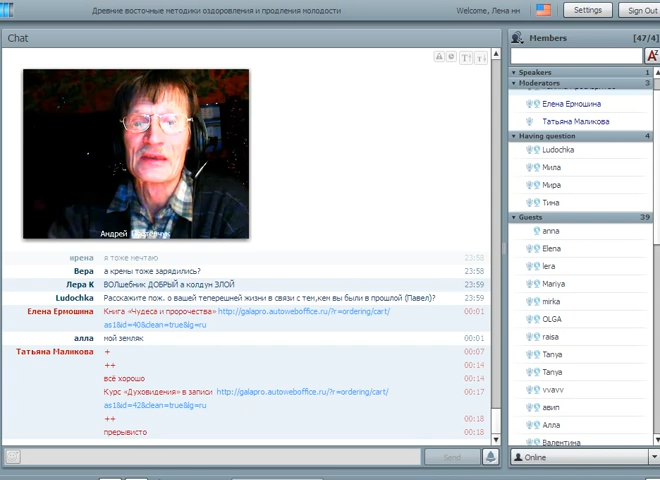 Древние восточные методики оздоровления и продления молодости
Welcome, Лена нн
Settings
Sign Out
Chat
Андрей
ирена я тоже мечтаю 23:58
Вера а кремы тоже зарядились? 23:58
Лера К ВОЛшебник ДОБРЫЙ а колдун ЗЛОЙ 23:59
Ludochka Расскажите пож. о вашей теперешней жизни в связи с тем,кем вы были в прошлой (Павел)? 23:59
Елена Ермошина Книга «Чудеса и пророчества» http://galapro.autoweboffice.ru/?r=ordering/cart/ 00:01
as1&id=40&clean=true&lg=ru
алла мой земляк 00:01
Татьяна Маликова + 00:07
++ 00:14
всё хорошо 00:14
Курс «Духовидения» в записи http://galapro.autoweboffice.ru/?r=ordering/cart/ 00:17
as1&id=42&clean=true&lg=ru
++ 00:18
прерывисто 00:18
Send
Members [47/4]
Speakers 1
Moderators 3
Елена Ермошина
Татьяна Маликова
Having question 4
Ludochka
Мила
Мира
Тина
Guests 39
anna
Elena
lera
Mariya
mirka
OLGA
raisa
Tanya
Tanya
vvavv
авип
Алла
Валентина
Online